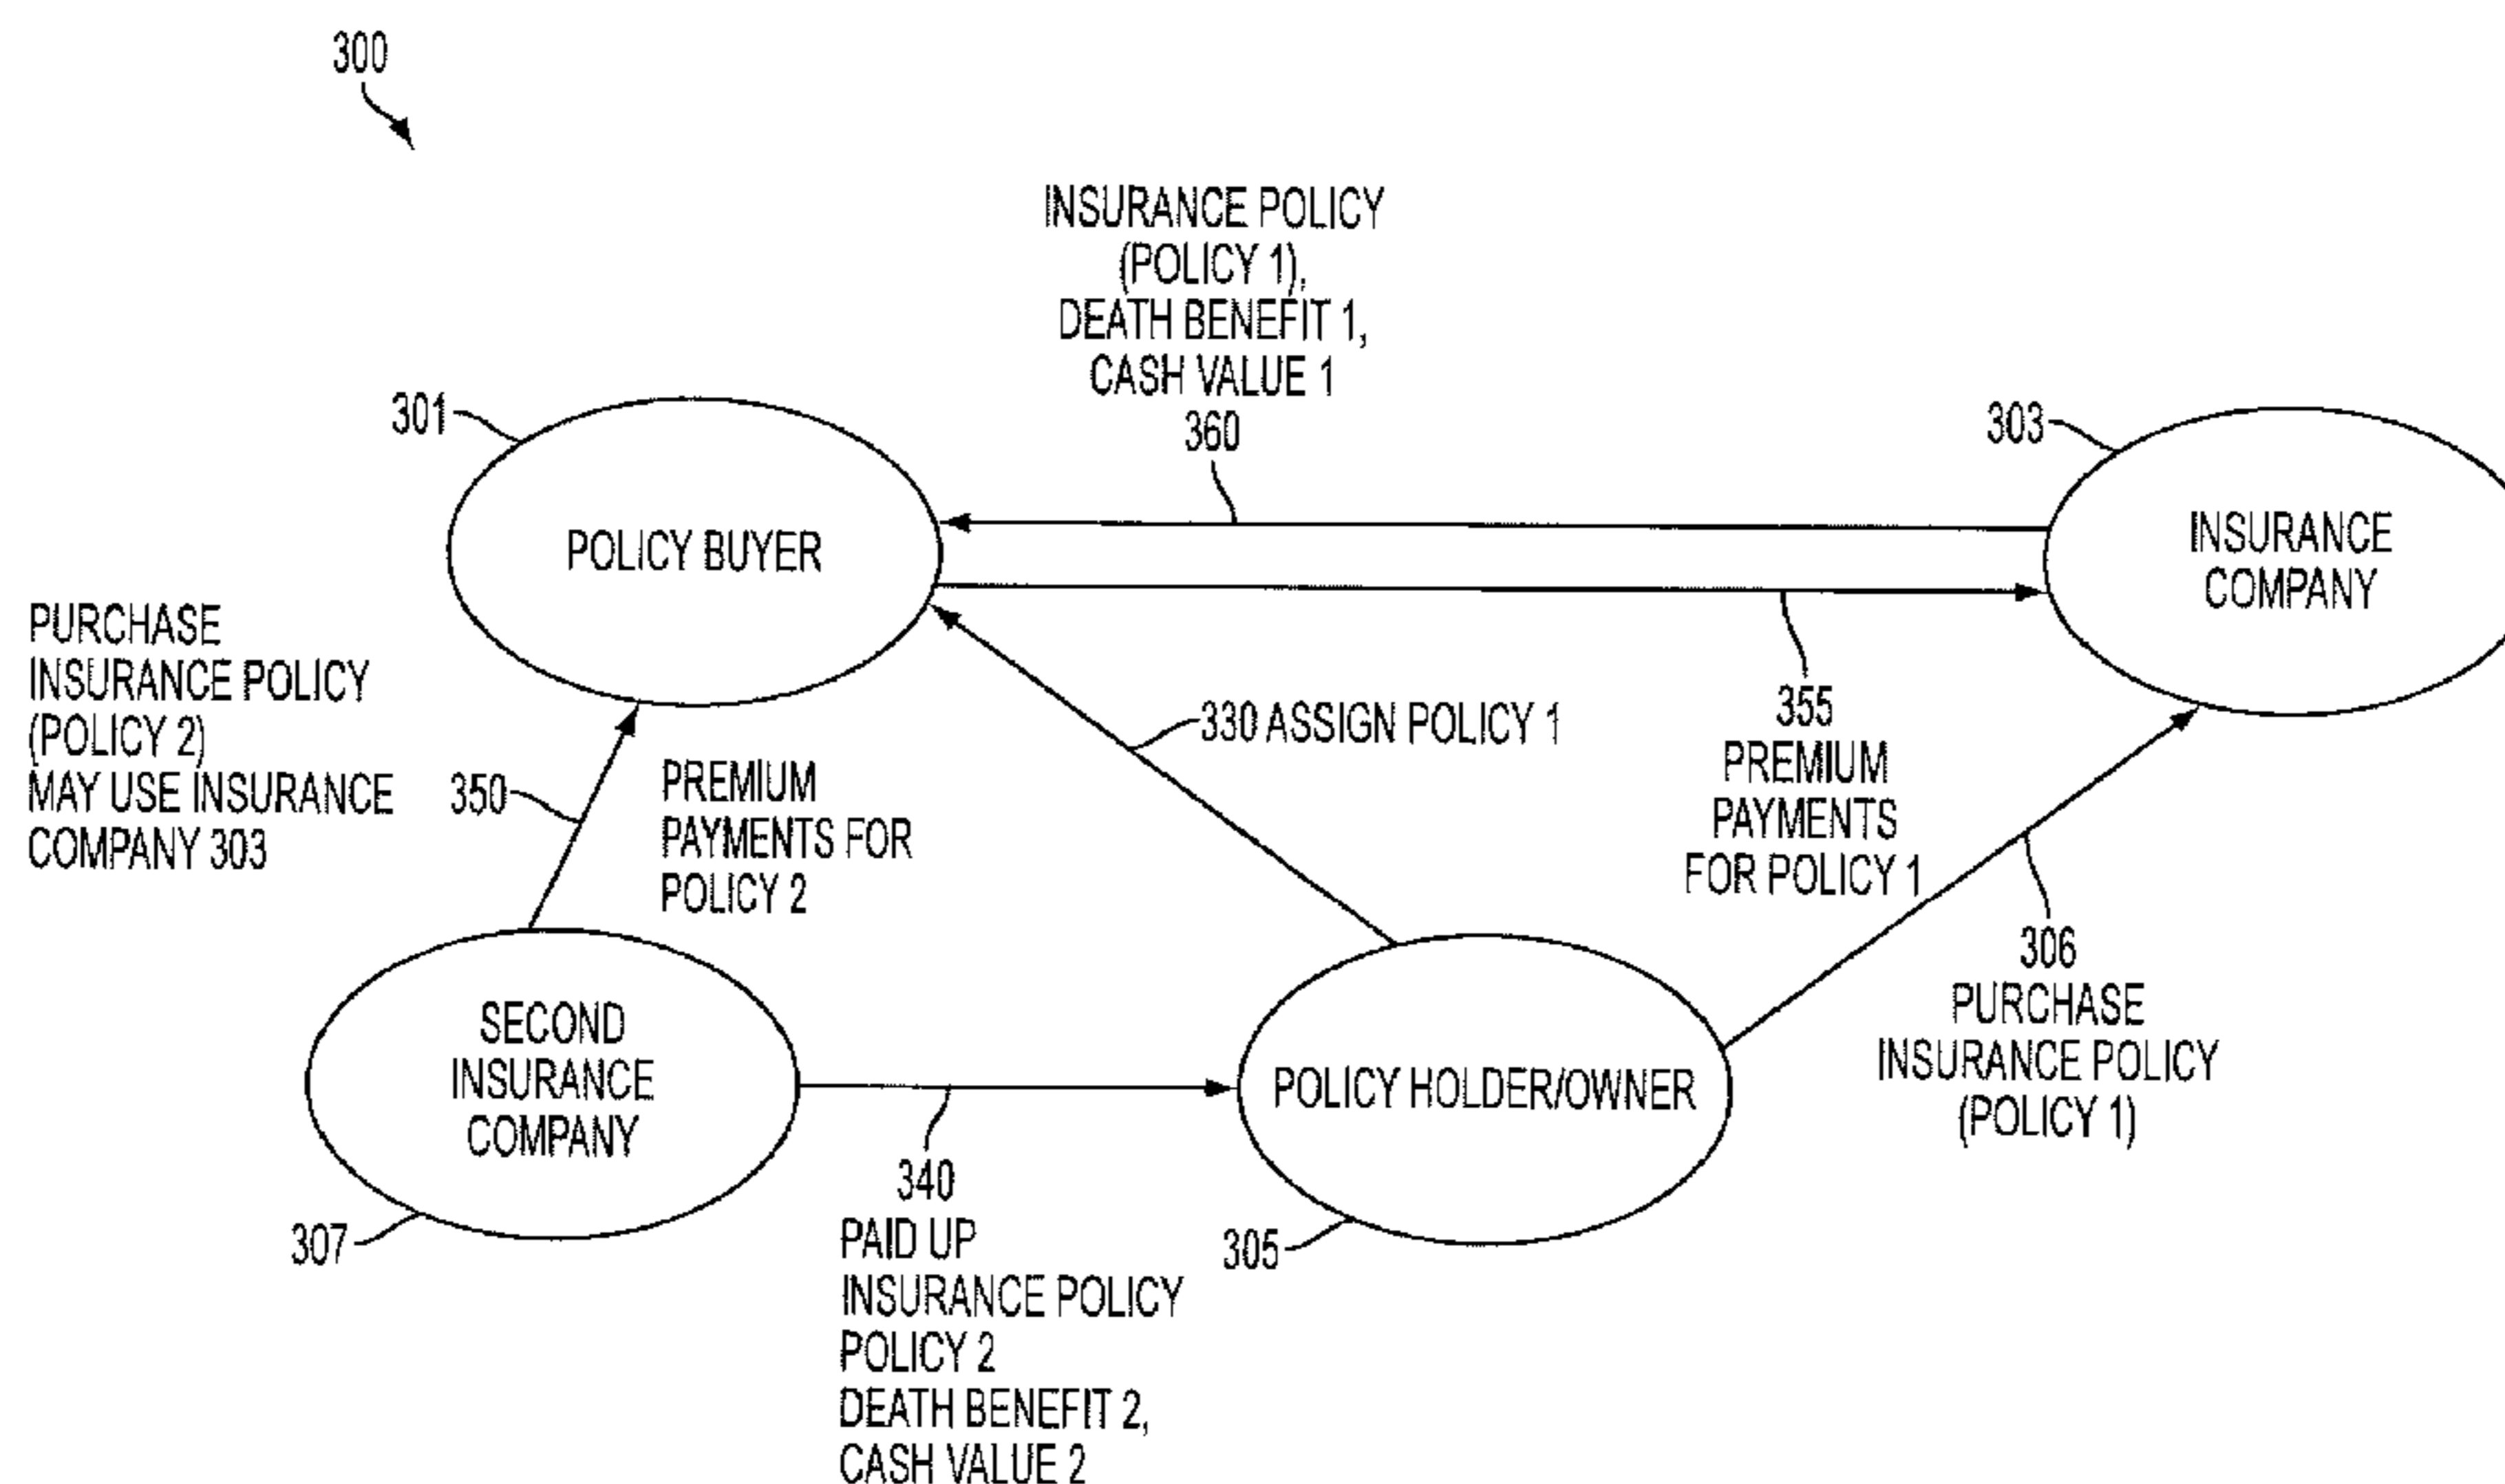 300
INSURANCE POLICY
(POLICY 1),
DEATH BENEFIT 1,
CASH VALUE 1
360
301
303
POLICY BUYER
INSURANCE
COMPANY
PURCHASE
INSURANCE POLICY
(POLICY 2)
MAY USE INSURANCE
COMPANY 303
350
PREMIUM
PAYMENTS FOR
POLICY 2
330 ASSIGN POLICY 1
355
PREMIUM
PAYMENTS
FOR POLICY 1
306
PURCHASE
INSURANCE POLICY
(POLICY 1)
SECOND
INSURANCE
COMPANY
307
POLICY HOLDER/OWNER
305
340
PAID UP
INSURANCE POLICY
POLICY 2
DEATH BENEFIT 2,
CASH VALUE 2